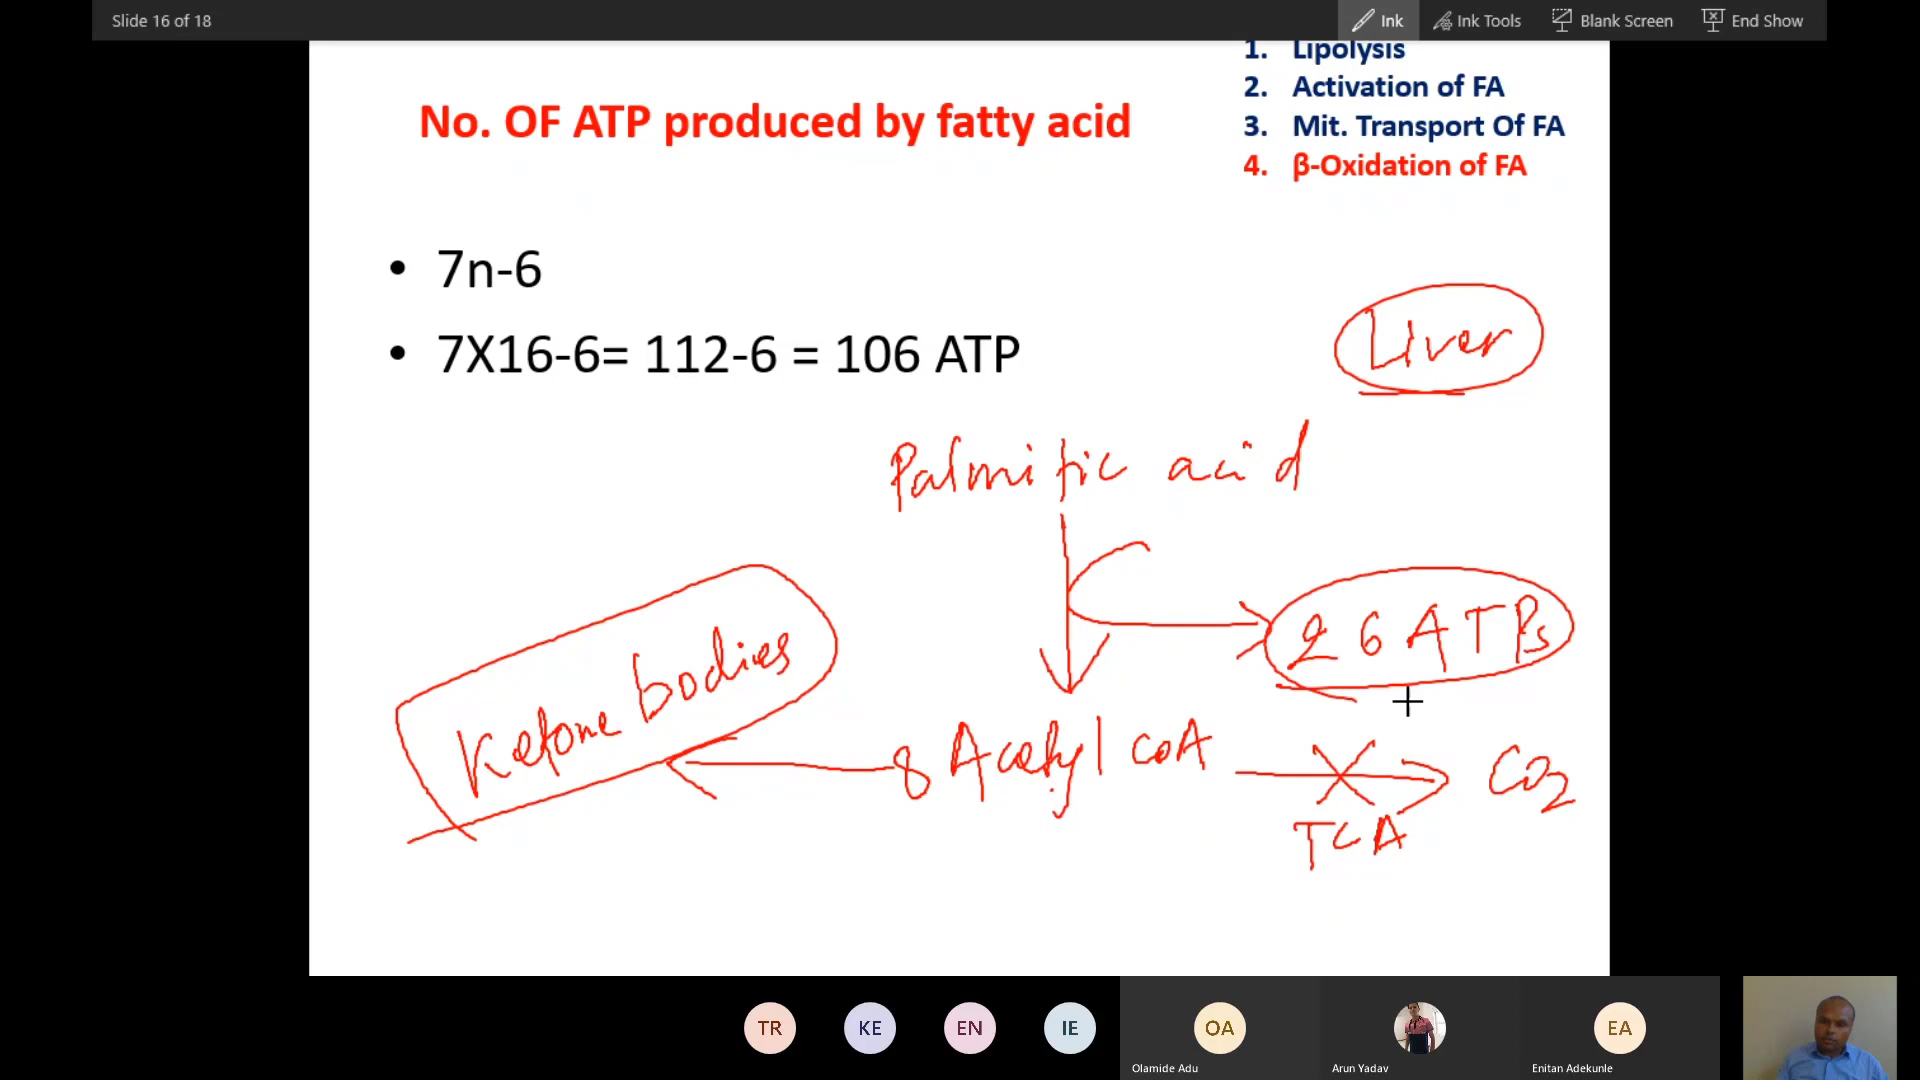 Slide 16 of 18
Ink
Ink Tools
Blank Screen
End Show
1. Lipolysis
2. Activation of FA
3. Mit. Transport Of FA
4. β-Oxidation of FA
No. OF ATP produced by fatty acid
• 7n-6
• 7X16-6= 112-6 = 106 ATP
Liver
Palmitic acid
26 ATPs
Ketone bodies
8 Acetyl CoA
CO2
TCA
TR
KE
EN
IE
OA
EA
Olamide Adu
Arun Yadav
Enitan Adekunle